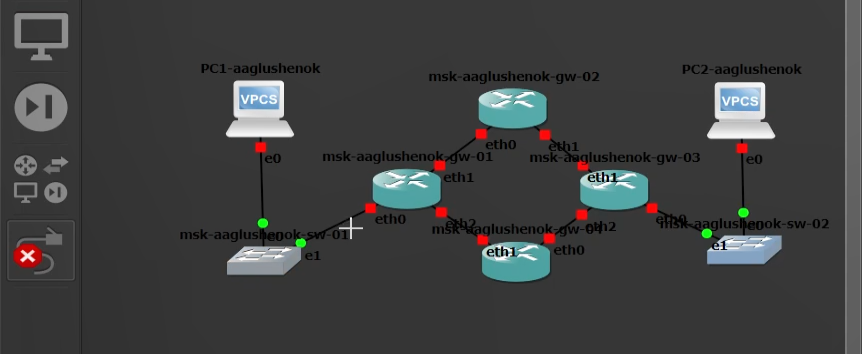 PC1-aaglushenok
msk-aaglushenok-gw-02
PC2-aaglushenok
VPCS
VPCS
e0
eth0
eth1
e0
msk-aaglushenok-gw-01
msk-aaglushenok-gw-03
eth1
eth1
eth0
eth2
eth2
eth0
msk-aaglushenok-sw-01
msk-aaglushenok-gw-04
msk-aaglushenok-sw-02
e0
e1
eth1
eth0
e1